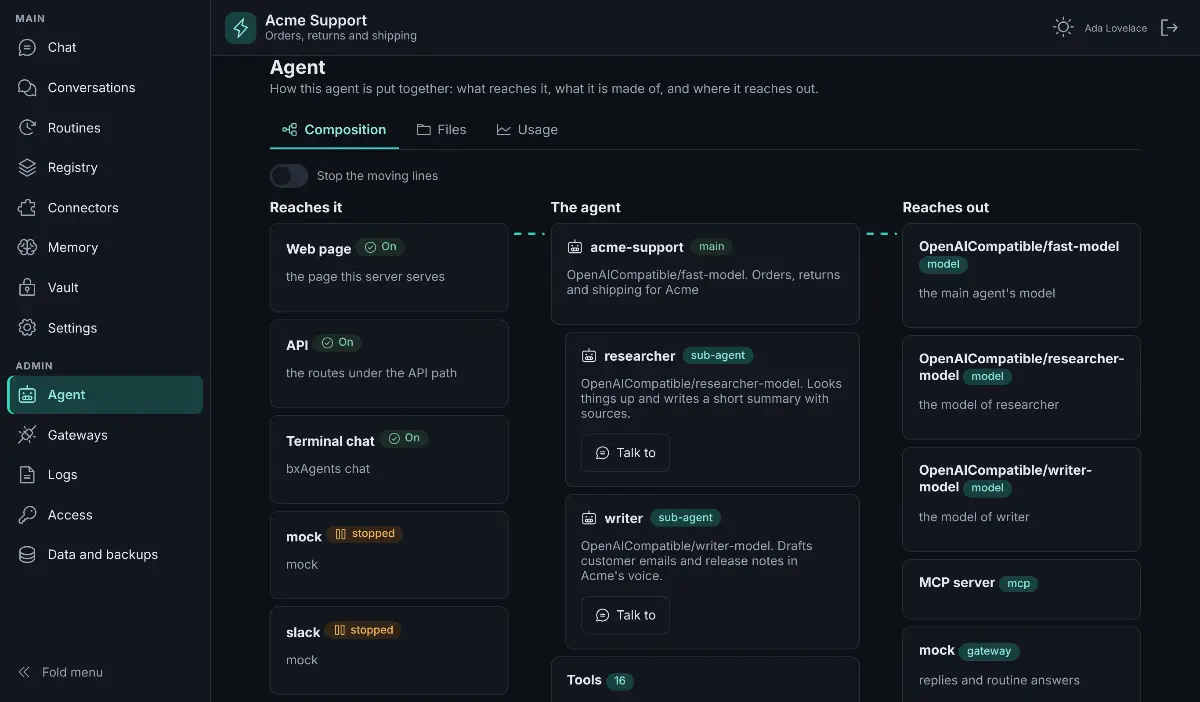 MAIN
Chat
Conversations
Routines
Registry
Connectors
Memory
Vault
Settings
ADMIN
Agent
Gateways
Logs
Access
Data and backups
Fold menu
Acme Support
Orders, returns and shipping
Ada Lovelace
Agent
How this agent is put together: what reaches it, what it is made of, and where it reaches out.
Composition
Files
Usage
Stop the moving lines
Reaches it
Web page On
the page this server serves
API On
the routes under the API path
Terminal chat On
bxAgents chat
mock stopped
mock
slack stopped
mock
The agent
acme-support main
OpenAICompatible/fast-model. Orders, returns
and shipping for Acme
researcher sub-agent
OpenAICompatible/researcher-model. Looks
things up and writes a short summary with
sources.
Talk to
writer sub-agent
OpenAICompatible/writer-model. Drafts
customer emails and release notes in
Acme's voice.
Talk to
Tools 16
Reaches out
OpenAICompatible/fast-model
model
the main agent's model
OpenAICompatible/researcher-
model model
the model of researcher
OpenAICompatible/writer-
model model
the model of writer
MCP server mcp
mock gateway
replies and routine answers